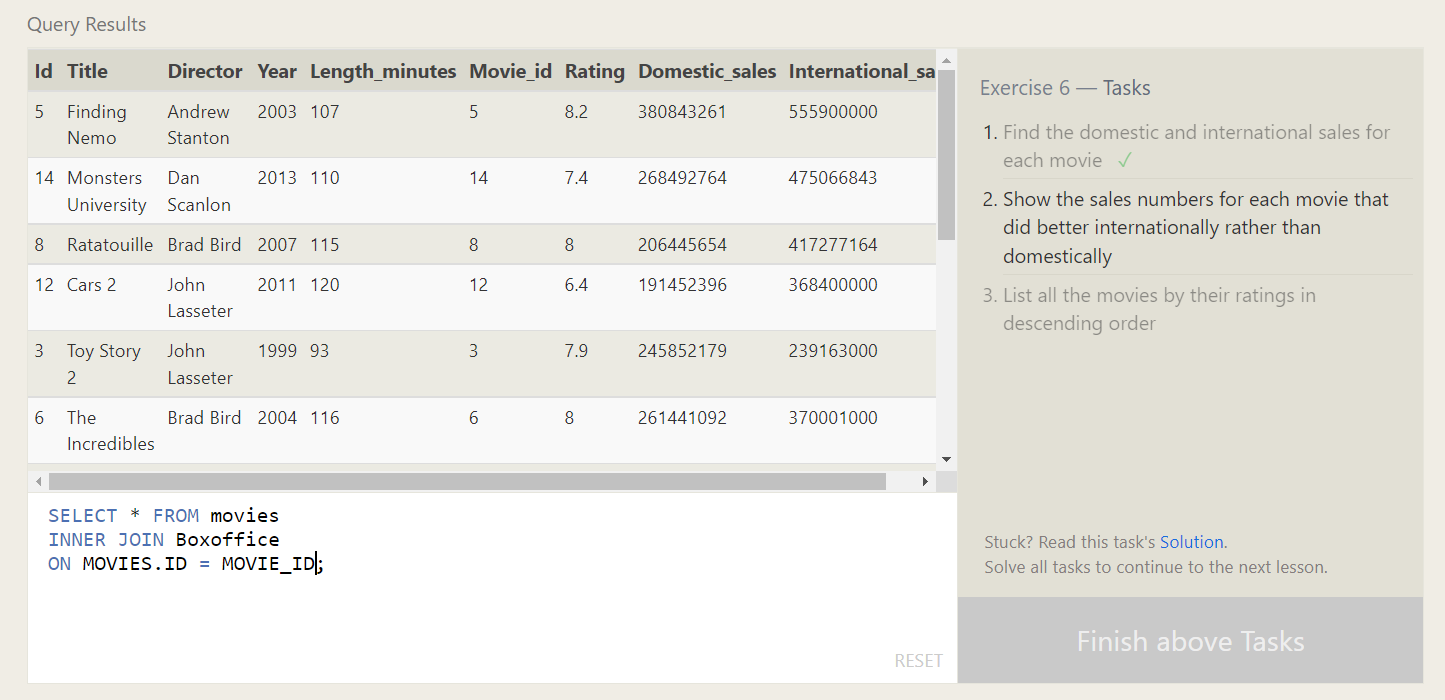 Query Results
Id Title Director Year Length_minutes Movie_id Rating Domestic_sales International_sa
5 Finding Andrew 2003 107 5 8.2 380843261 555900000
Nemo Stanton
14 Monsters Dan 2013 110 14 7.4 268492764 475066843
University Scanlon
8 Ratatouille Brad Bird 2007 115 8 8 206445654 417277164
12 Cars 2 John 2011 120 12 6.4 191452396 368400000
Lasseter
3 Toy Story John 1999 93 3 7.9 245852179 239163000
2 Lasseter
6 The Brad Bird 2004 116 6 8 261441092 370001000
Incredibles
SELECT * FROM movies
INNER JOIN Boxoffice
ON MOVIES.ID = MOVIE_ID;
RESET
Exercise 6 — Tasks
1. Find the domestic and international sales for
each movie ✓
2. Show the sales numbers for each movie that
did better internationally rather than
domestically
3. List all the movies by their ratings in
descending order
Stuck? Read this task's Solution.
Solve all tasks to continue to the next lesson.
Finish above Tasks